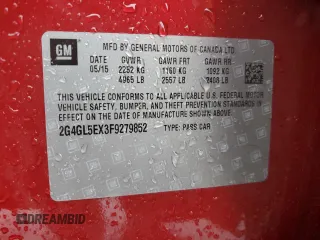 GM
MFD BY GENERAL MOTORS OF CANADA LTD.
DATE GVWR GAWR FRT GAWR RR
05/15 2252 KG 1160 KG 1092 KG
4965 LB 2557 LB 2408 LB
THIS VEHICLE CONFORMS TO ALL APPLICABLE U.S. FEDERAL MOTOR
VEHICLE SAFETY, BUMPER, AND THEFT PREVENTION STANDARDS
IN EFFECT ON THE DATE OF MANUFACTURE SHOWN ABOVE.
2G4GL5EX3F9279852 TYPE: PASS CAR
DREAMBID